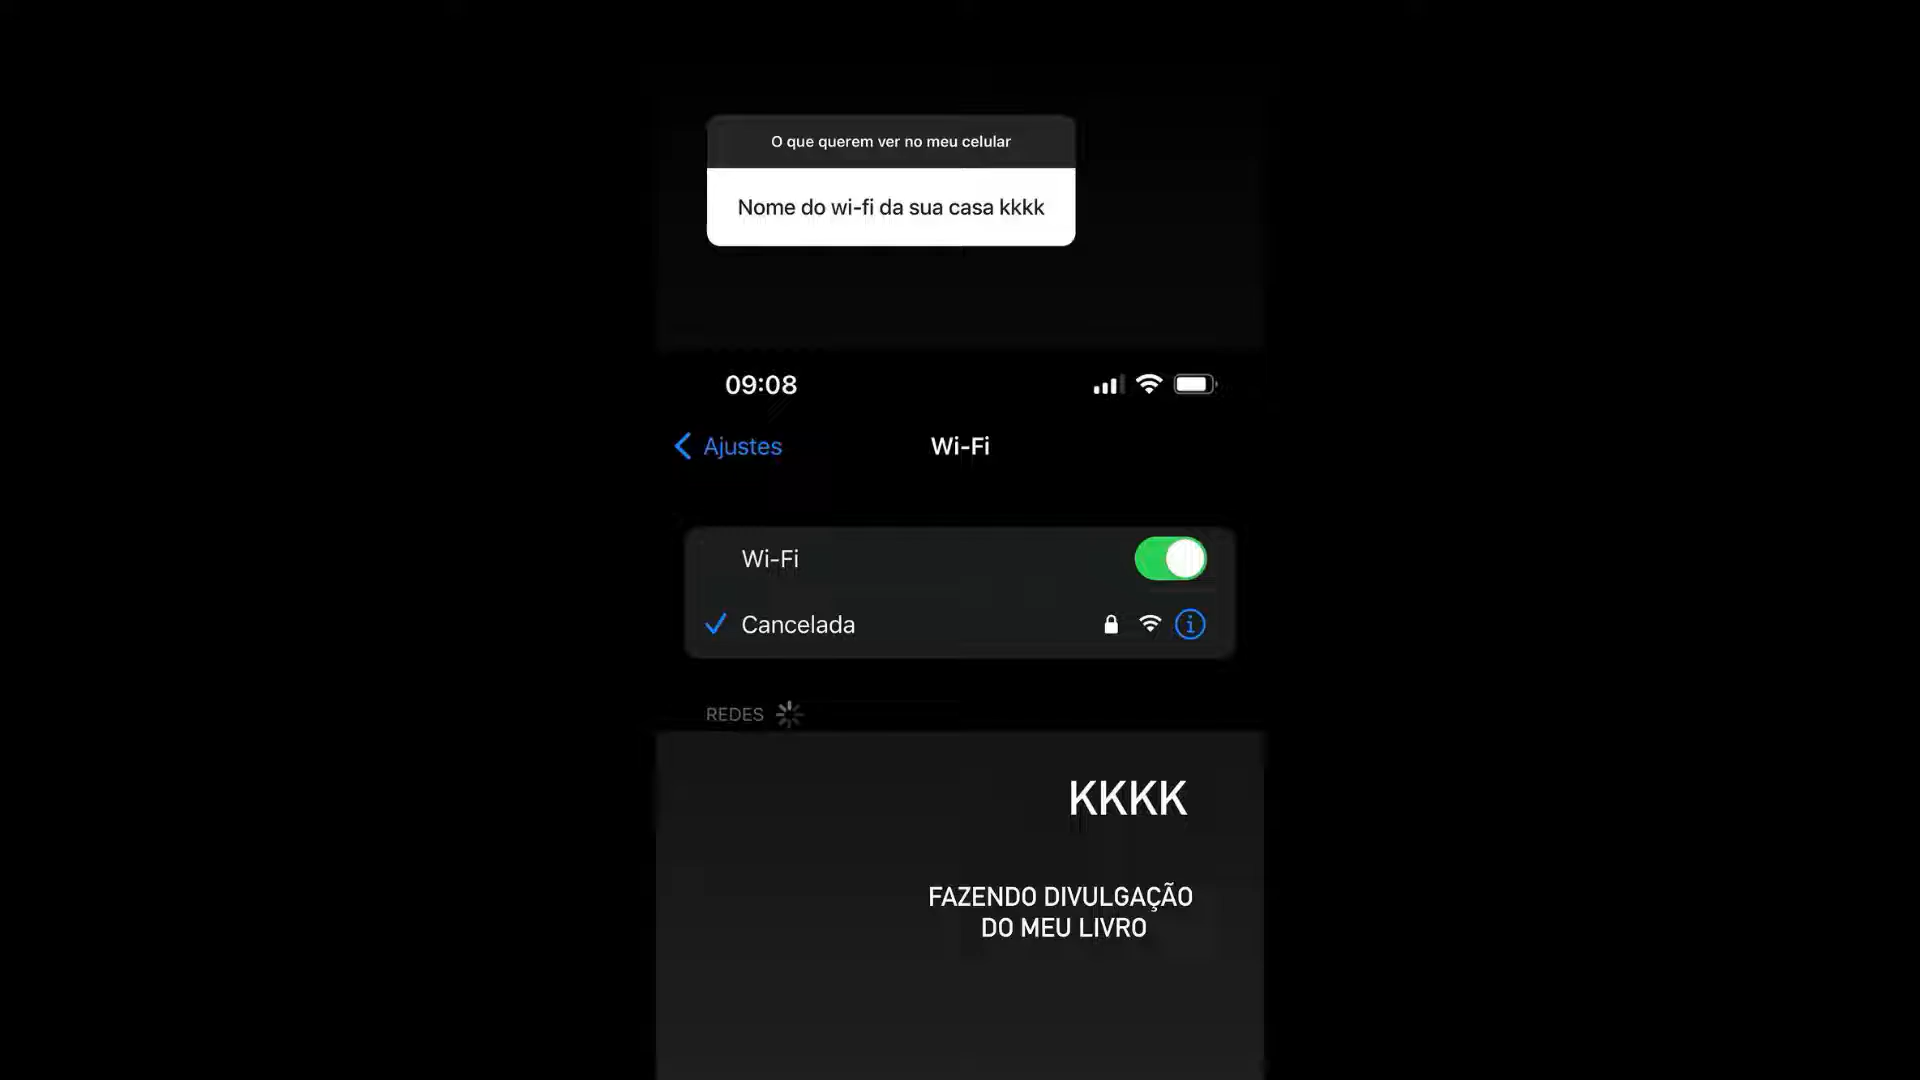 O que querem ver no meu celular
Nome do wi-fi da sua casa kkkk
09:08
Ajustes
Wi-Fi
Wi-Fi
Cancelada
REDES
KKKK
FAZENDO DIVULGAÇÃO
DO MEU LIVRO